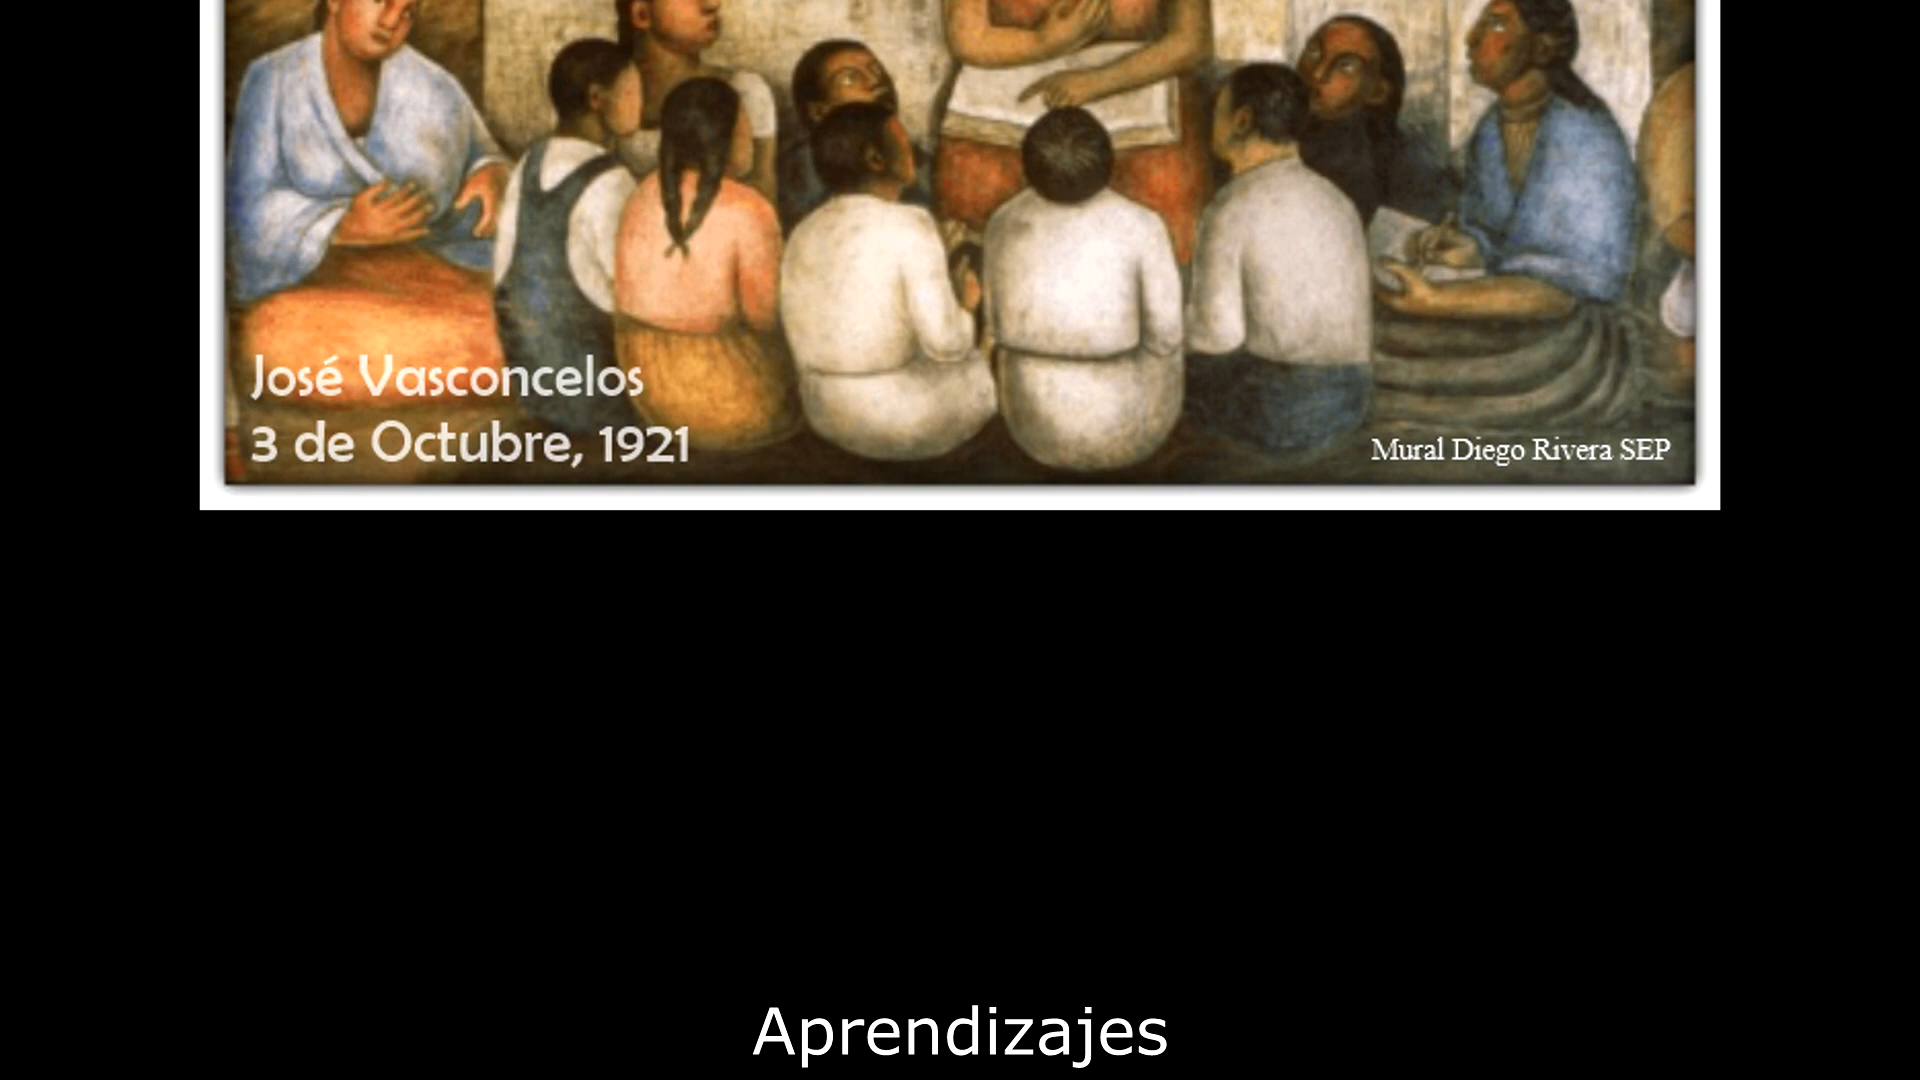 José Vasconcelos
3 de Octubre, 1921
Mural Diego Rivera SEP
Aprendizajes